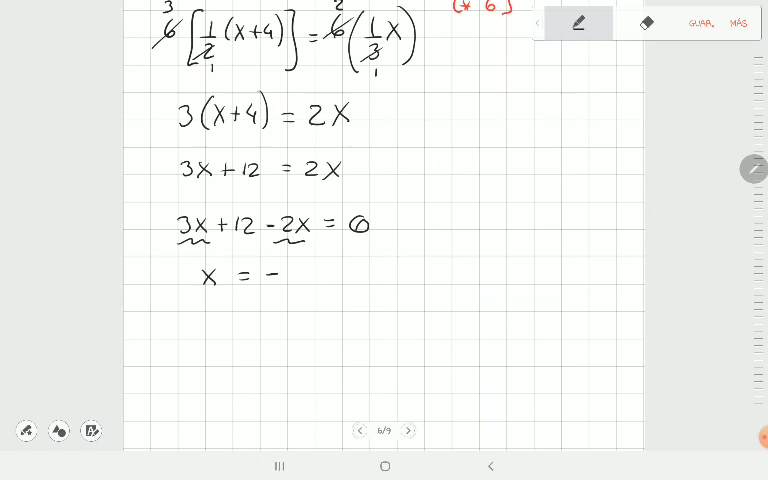 (* 6]
GUAR. MÁS
3 1 2 1
6 [ 1/2 (x+4) ] = 6 ( 1/3 x )
3(x+4) = 2x
3x + 12 = 2x
3x + 12 - 2x = 0
x = -
6/9